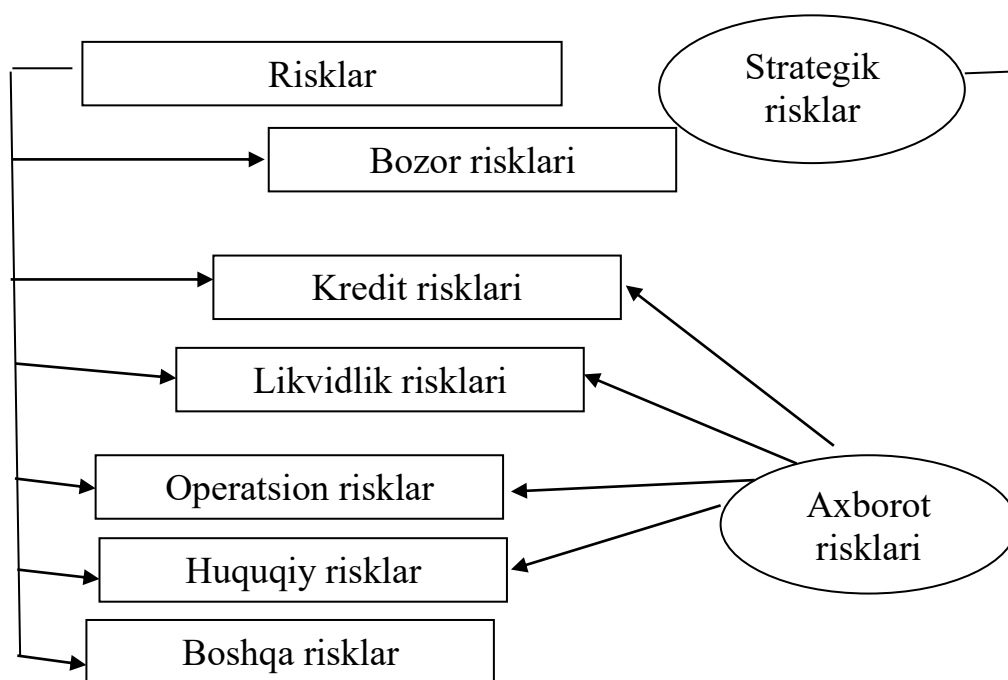 Risklar
Strategik
risklar
Bozor risklari
Kredit risklari
Likvidlik risklari
Operatsion risklar
Axborot
risklari
Huquqiy risklar
Boshqa risklar